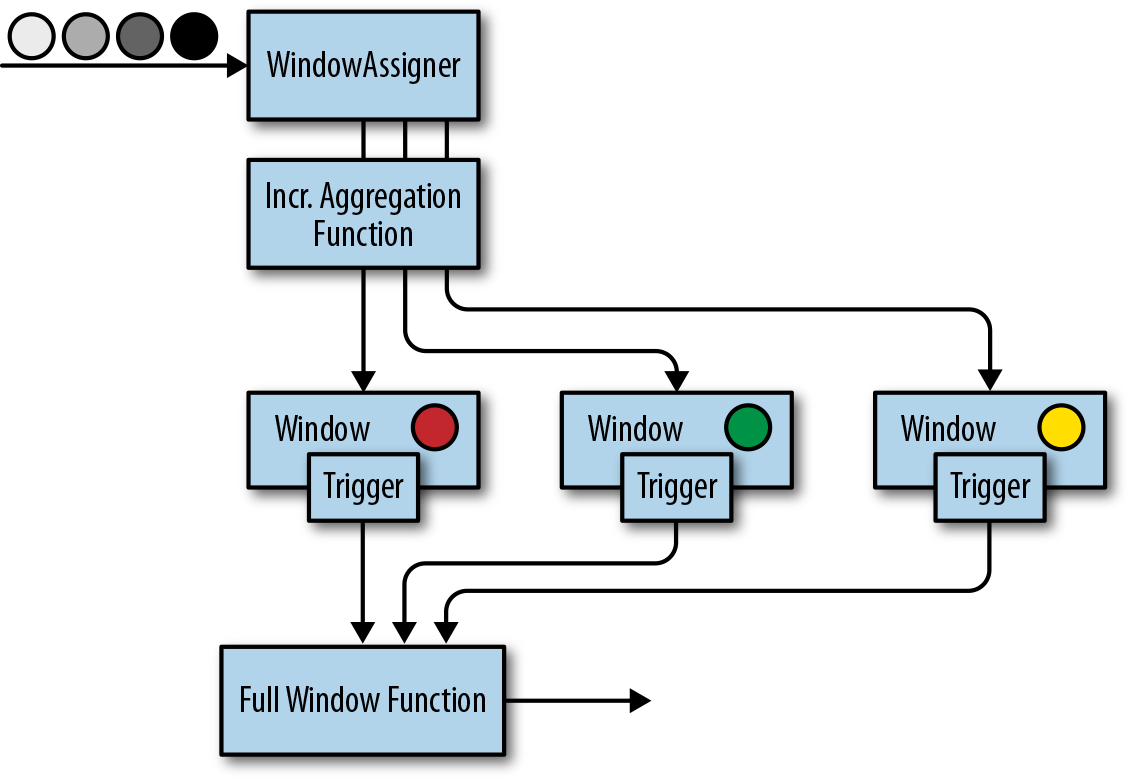 WindowAssigner
Incr. Aggregation
Function
Window
Trigger
Window
Trigger
Window
Trigger
Full Window Function